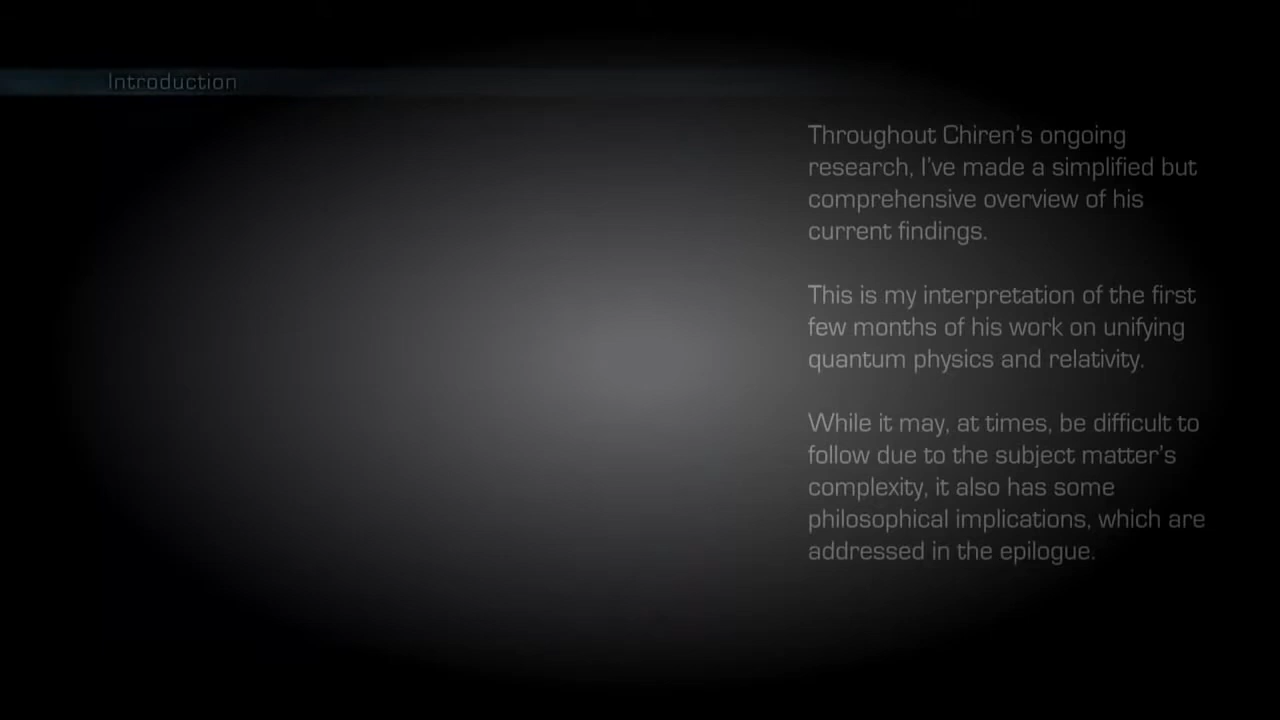 Introduction
Throughout Chiren's ongoing
research, I've made a simplified but
comprehensive overview of his
current findings.
This is my interpretation of the first
few months of his work on unifying
quantum physics and relativity.
While it may, at times, be difficult to
follow due to the subject matter's
complexity, it also has some
philosophical implications, which are
addressed in the epilogue.